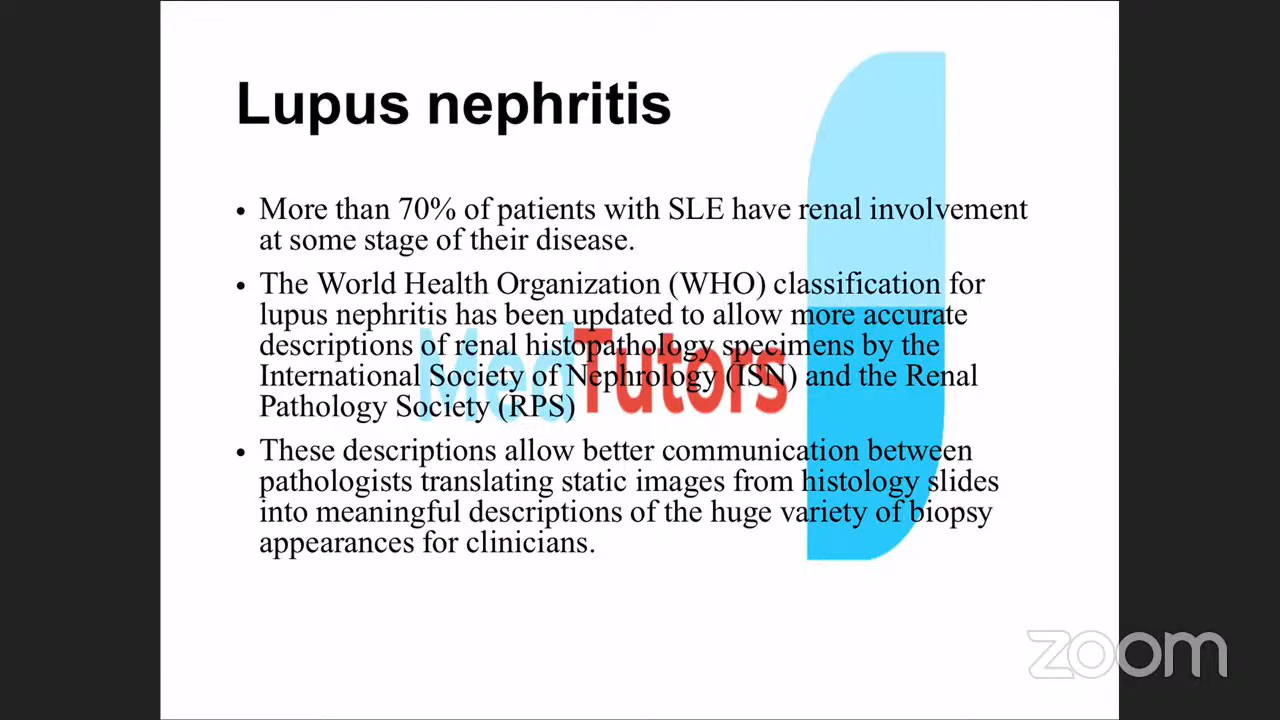 Lupus nephritis
• More than 70% of patients with SLE have renal involvement
at some stage of their disease.
• The World Health Organization (WHO) classification for
lupus nephritis has been updated to allow more accurate
descriptions of renal histopathology specimens by the
International Society of Nephrology (ISN) and the Renal
Pathology Society (RPS)
• These descriptions allow better communication between
pathologists translating static images from histology slides
into meaningful descriptions of the huge variety of biopsy
appearances for clinicians.
MedTutors
zoom